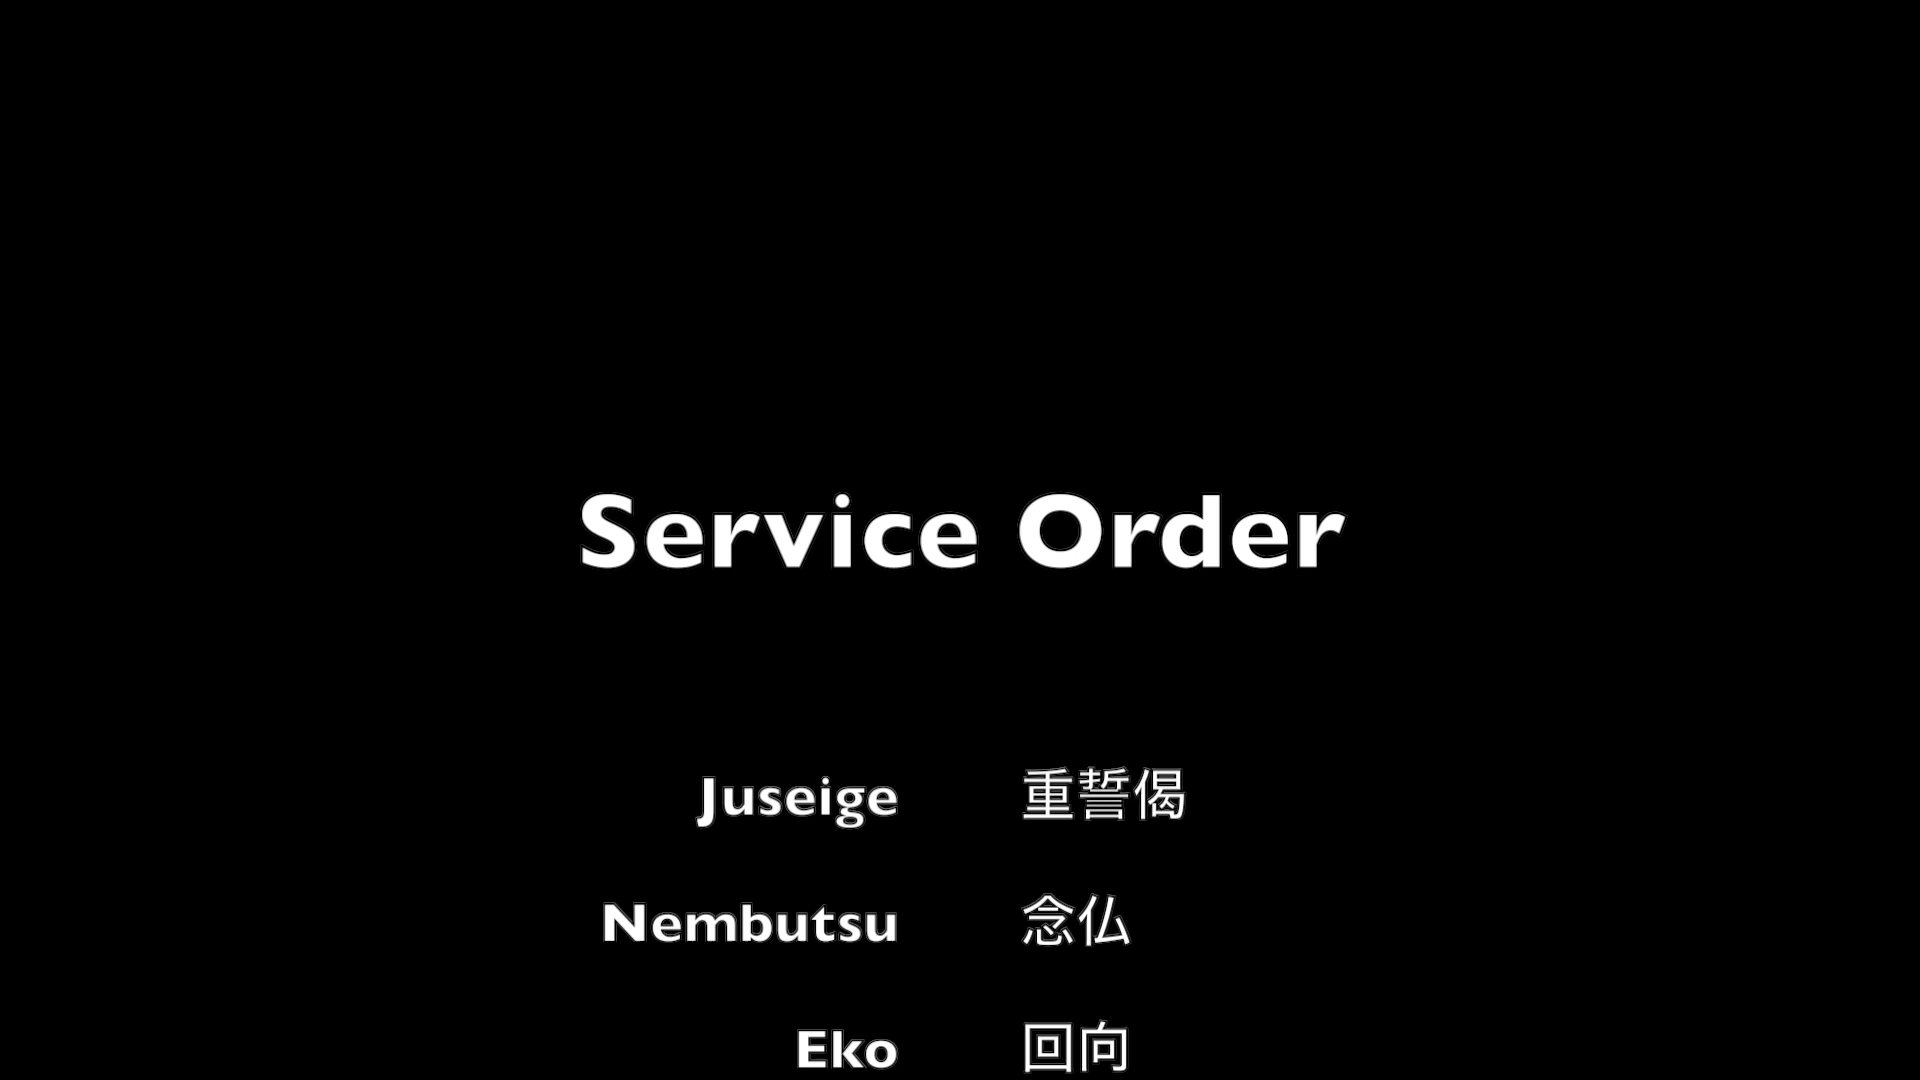 Service Order
Juseige 重誓偈
Nembutsu 念仏
Eko 回向